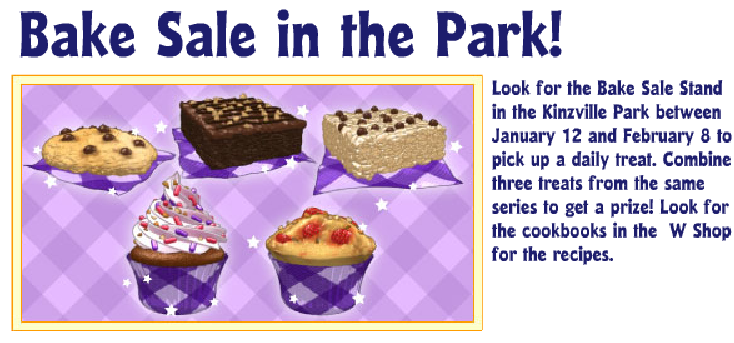 Bake Sale in the Park!
Look for the Bake Sale Stand
in the Kinzville Park between
January 12 and February 8 to
pick up a daily treat. Combine
three treats from the same
series to get a prize! Look for
the cookbooks in the W Shop
for the recipes.